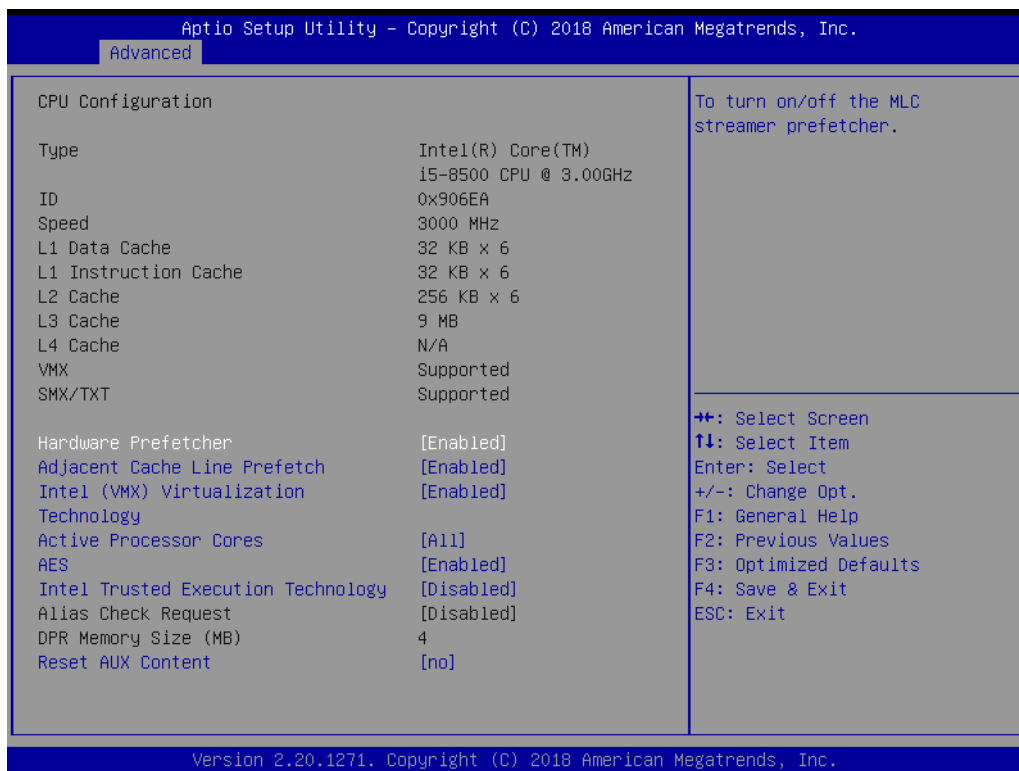 Aptio Setup Utility – Copyright (C) 2018 American Megatrends, Inc.
Advanced
CPU Configuration
Type Intel(R) Core(TM)
i5-8500 CPU @ 3.00GHz
ID 0x906EA
Speed 3000 MHz
L1 Data Cache 32 KB x 6
L1 Instruction Cache 32 KB x 6
L2 Cache 256 KB x 6
L3 Cache 9 MB
L4 Cache N/A
VMX Supported
SMX/TXT Supported
Hardware Prefetcher [Enabled]
Adjacent Cache Line Prefetch [Enabled]
Intel (VMX) Virtualization [Enabled]
Technology
Active Processor Cores [All]
AES [Enabled]
Intel Trusted Execution Technology [Disabled]
Alias Check Request [Disabled]
DPR Memory Size (MB) 4
Reset AUX Content [no]
To turn on/off the MLC
streamer prefetcher.
→←: Select Screen
↑↓: Select Item
Enter: Select
+/-: Change Opt.
F1: General Help
F2: Previous Values
F3: Optimized Defaults
F4: Save & Exit
ESC: Exit
Version 2.20.1271. Copyright (C) 2018 American Megatrends, Inc.